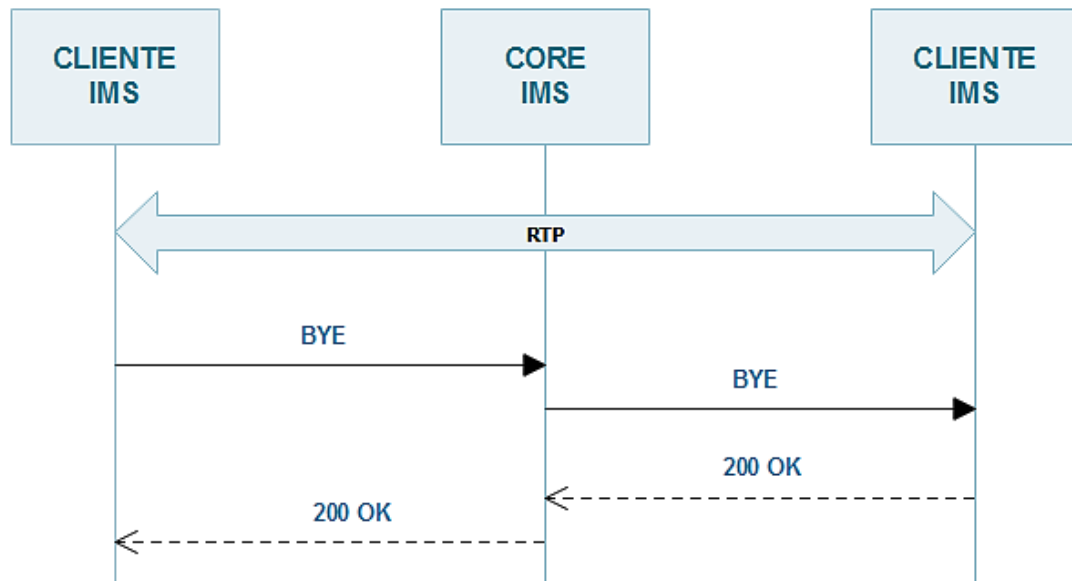 CLIENTE
IMS
CORE
IMS
CLIENTE
IMS
RTP
BYE
BYE
200 OK
200 OK